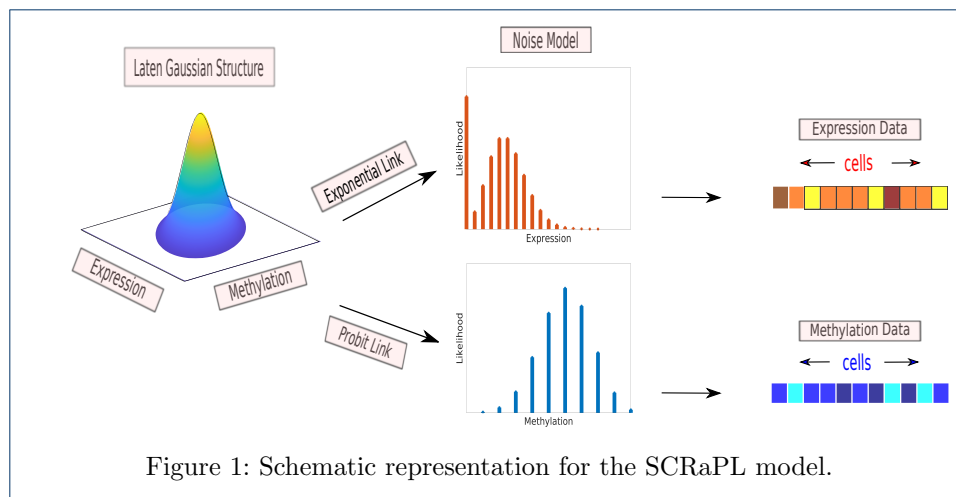 Laten Gaussian Structure
Expression
Methylation
Exponential Link
Probit Link
Noise Model
Likelihood
Expression
Likelihood
Methylation
Expression Data
cells
Methylation Data
cells
Figure 1: Schematic representation for the SCRaPL model.